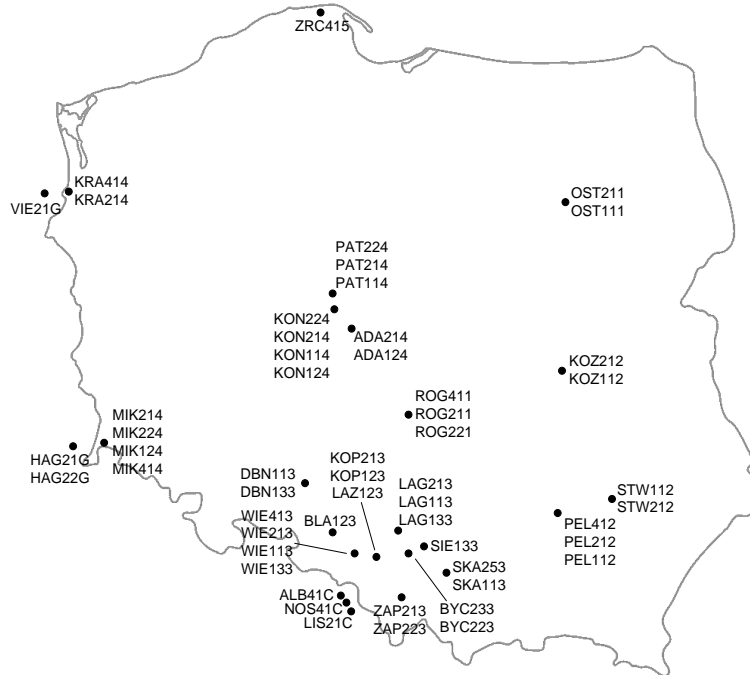 ZRC415
KRA414
KRA214
VIE21G
OST211
OST111
PAT224
PAT214
PAT114
KON224
KON214
KON114
KON124
ADA214
ADA124
KOZ212
KOZ112
ROG411
ROG211
ROG221
MIK214
MIK224
MIK124
MIK414
HAG21G
HAG22G
DBN113
DBN133
KOP213
KOP123
LAZ123
LAG213
LAG113
LAG133
STW112
STW212
WIE413
WIE213
WIE113
WIE133
BLA123
SIE133
PEL412
PEL212
PEL112
SKA253
SKA113
ALB41C
NOS41C
LIS21C
ZAP213
ZAP223
BYC233
BYC223